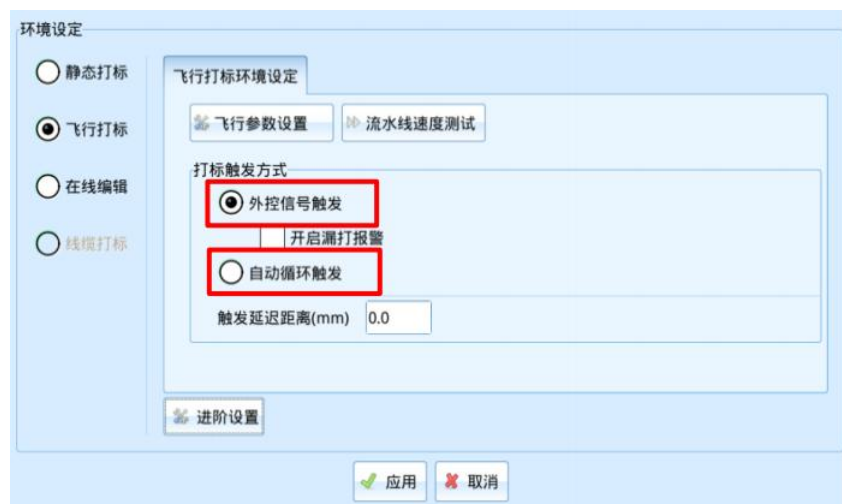 环境设定
静态打标
飞行打标
在线编辑
线缆打标
飞行打标环境设定
飞行参数设置 流水线速度测试
打标触发方式
外控信号触发
开启漏打报警
自动循环触发
触发延迟距离(mm) 0.0
进阶设置
应用 取消